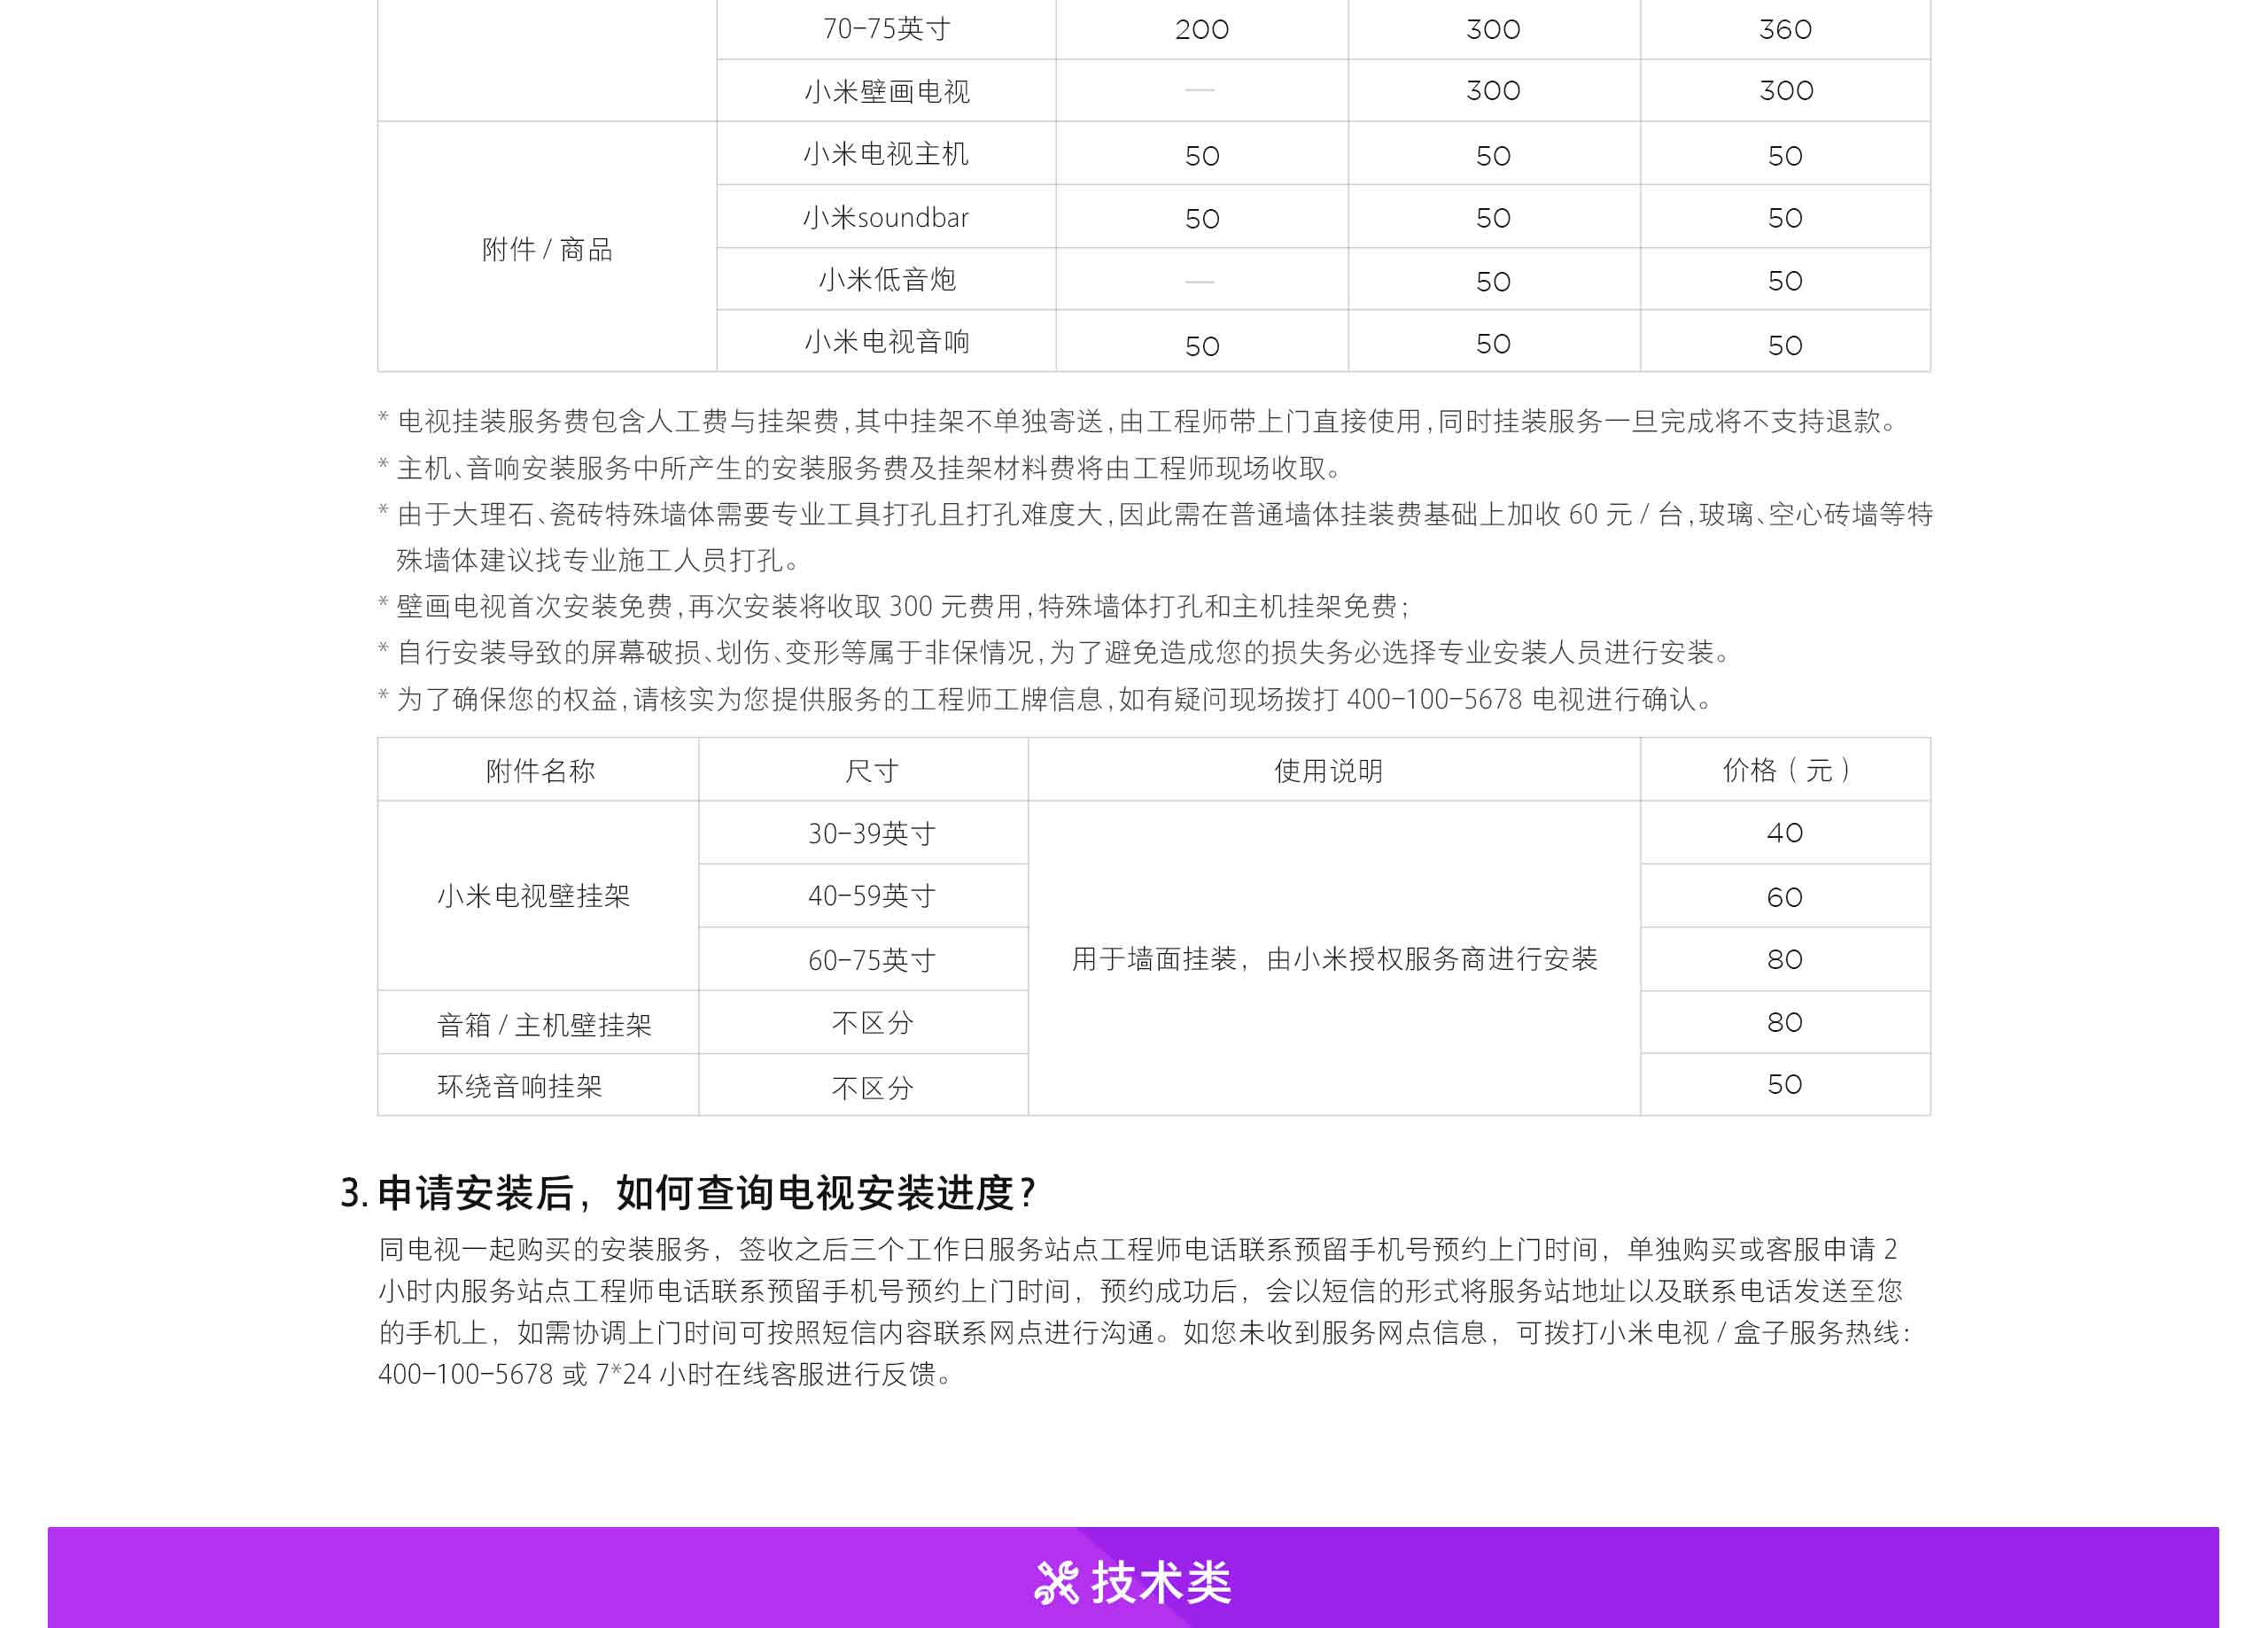 70-75英寸 200 300 360
小米壁画电视 — 300 300
小米电视主机 50 50 50
小米soundbar 50 50 50
附件 / 商品
小米低音炮 — 50 50
小米电视音响 50 50 50
* 电视挂装服务费包含人工费与挂架费,其中挂架不单独寄送,由工程师带上门直接使用,同时挂装服务一旦完成将不支持退款。
* 主机、音响安装服务中所产生的安装服务费及挂架材料费将由工程师现场收取。
* 由于大理石、瓷砖特殊墙体需要专业工具打孔且打孔难度大,因此需在普通墙体挂装费基础上加收 60 元 / 台,玻璃、空心砖墙等特
殊墙体建议找专业施工人员打孔。
* 壁画电视首次安装免费,再次安装将收取 300 元费用,特殊墙体打孔和主机挂架免费;
* 自行安装导致的屏幕破损、划伤、变形等属于非保情况,为了避免造成您的损失务必选择专业安装人员进行安装。
* 为了确保您的权益,请核实为您提供服务的工程师工牌信息,如有疑问现场拨打 400-100-5678 电视进行确认。
附件名称 尺寸 使用说明 价格（元）
30-39英寸 40
小米电视壁挂架 40-59英寸 60
60-75英寸 用于墙面挂装，由小米授权服务商进行安装 80
音箱 / 主机壁挂架 不区分 80
环绕音响挂架 不区分 50
3. 申请安装后，如何查询电视安装进度？
同电视一起购买的安装服务，签收之后三个工作日服务站点工程师电话联系预留手机号预约上门时间，单独购买或客服申请 2
小时内服务站点工程师电话联系预留手机号预约上门时间，预约成功后，会以短信的形式将服务站地址以及联系电话发送至您
的手机上，如需协调上门时间可按照短信内容联系网点进行沟通。如您未收到服务网点信息，可拨打小米电视 / 盒子服务热线：
400-100-5678 或 7*24 小时在线客服进行反馈。
技术类